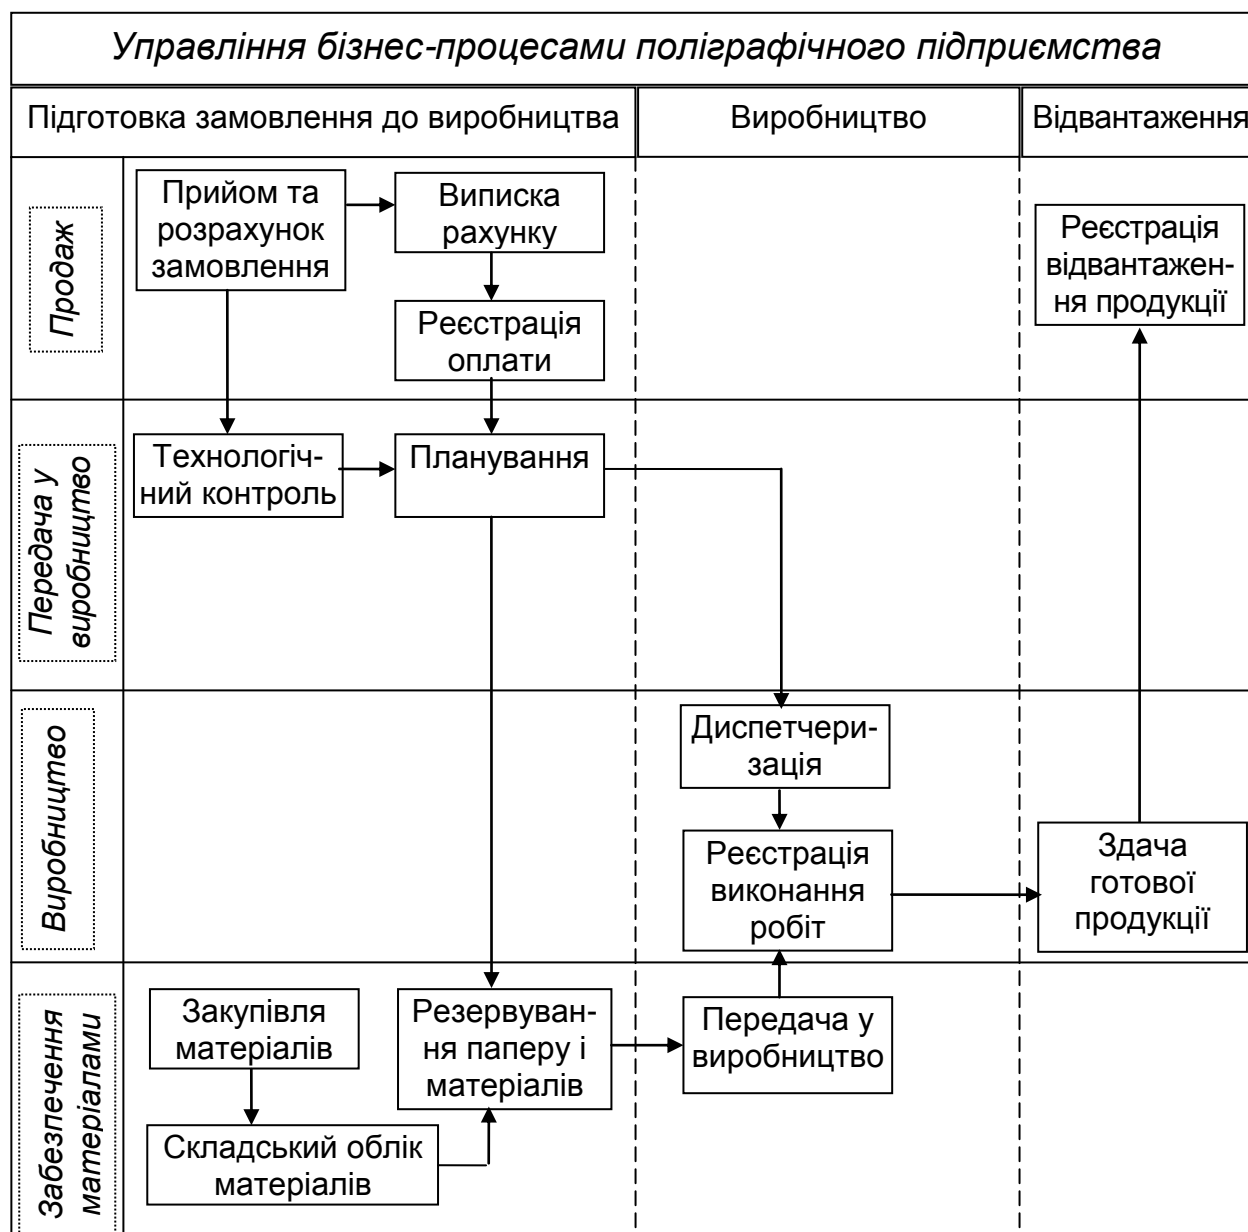 Управління бізнес-процесами поліграфічного підприємства
Підготовка замовлення до виробництва
Виробництво
Відвантаження
Продаж
Прийом та
розрахунок
замовлення
Виписка
рахунку
Реєстрація
оплати
Реєстрація
відвантажен-
ня продукції
Передача у
виробництво
Технологіч-
ний контроль
Планування
Виробництво
Диспетчери-
зація
Реєстрація
виконання
робіт
Здача
готової
продукції
Забезпечення
матеріалами
Закупівля
матеріалів
Резервуван-
ня паперу і
матеріалів
Передача у
виробництво
Складський облік
матеріалів